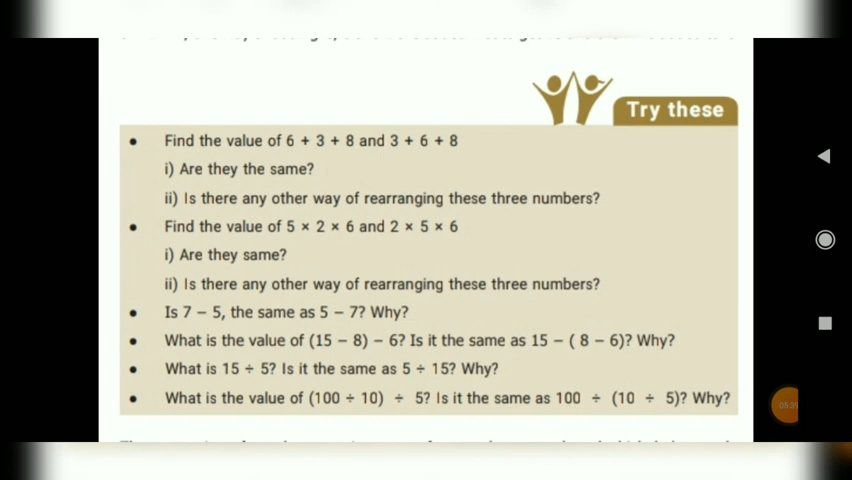 Try these
• Find the value of 6 + 3 + 8 and 3 + 6 + 8
i) Are they the same?
ii) Is there any other way of rearranging these three numbers?
• Find the value of 5 × 2 × 6 and 2 × 5 × 6
i) Are they same?
ii) Is there any other way of rearranging these three numbers?
• Is 7 – 5, the same as 5 – 7? Why?
• What is the value of (15 – 8) – 6? Is it the same as 15 – ( 8 – 6)? Why?
• What is 15 ÷ 5? Is it the same as 5 ÷ 15? Why?
• What is the value of (100 ÷ 10) ÷ 5? Is it the same as 100 ÷ (10 ÷ 5)? Why?